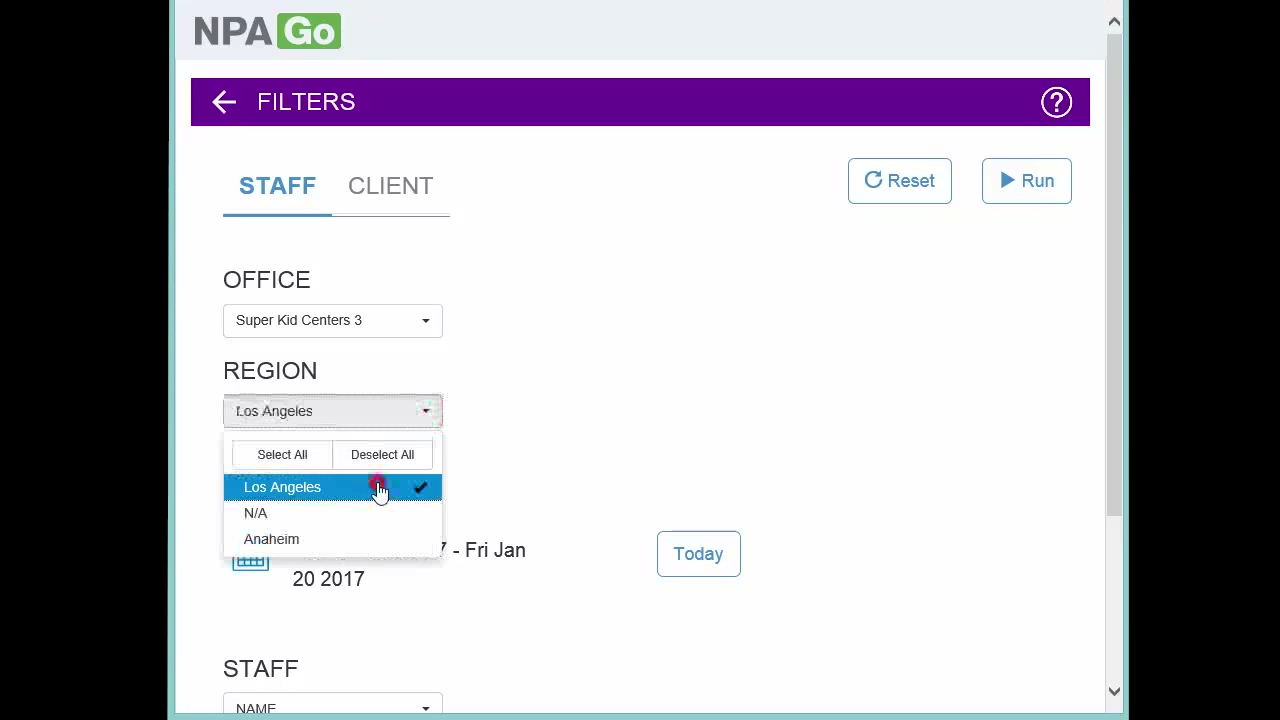 NPA Go
FILTERS
STAFF CLIENT
Reset
Run
OFFICE
Super Kid Centers 3
REGION
Los Angeles
Select All Deselect All
Los Angeles
N/A
Anaheim
7 - Fri Jan
20 2017
Today
STAFF
NAME